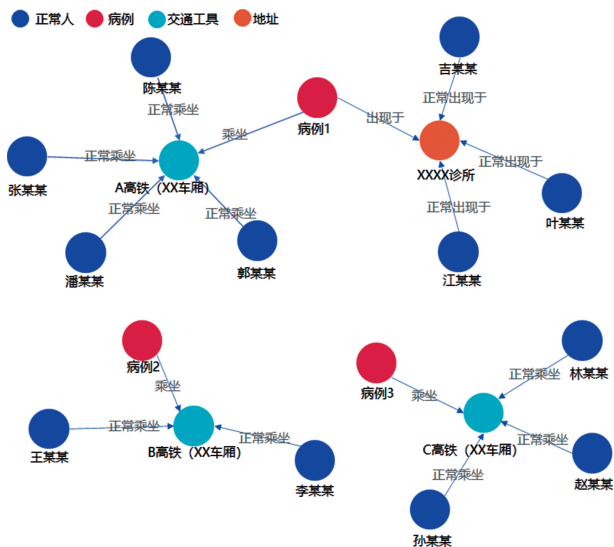 正常人 病例 交通工具 地址
吉某某
陈某某
正常出现于
正常乘坐
病例1
出现于
乘坐
正常乘坐
张某某
A高铁（XX车厢）
XXXX诊所
正常出现于
正常乘坐
正常乘坐
正常出现于
叶某某
潘某某
郭某某
江某某
病例2
乘坐
病例3
乘坐
正常乘坐
林某某
正常乘坐
王某某
B高铁（XX车厢）
正常乘坐
李某某
C高铁（XX车厢）
正常乘坐
正常乘坐
赵某某
孙某某